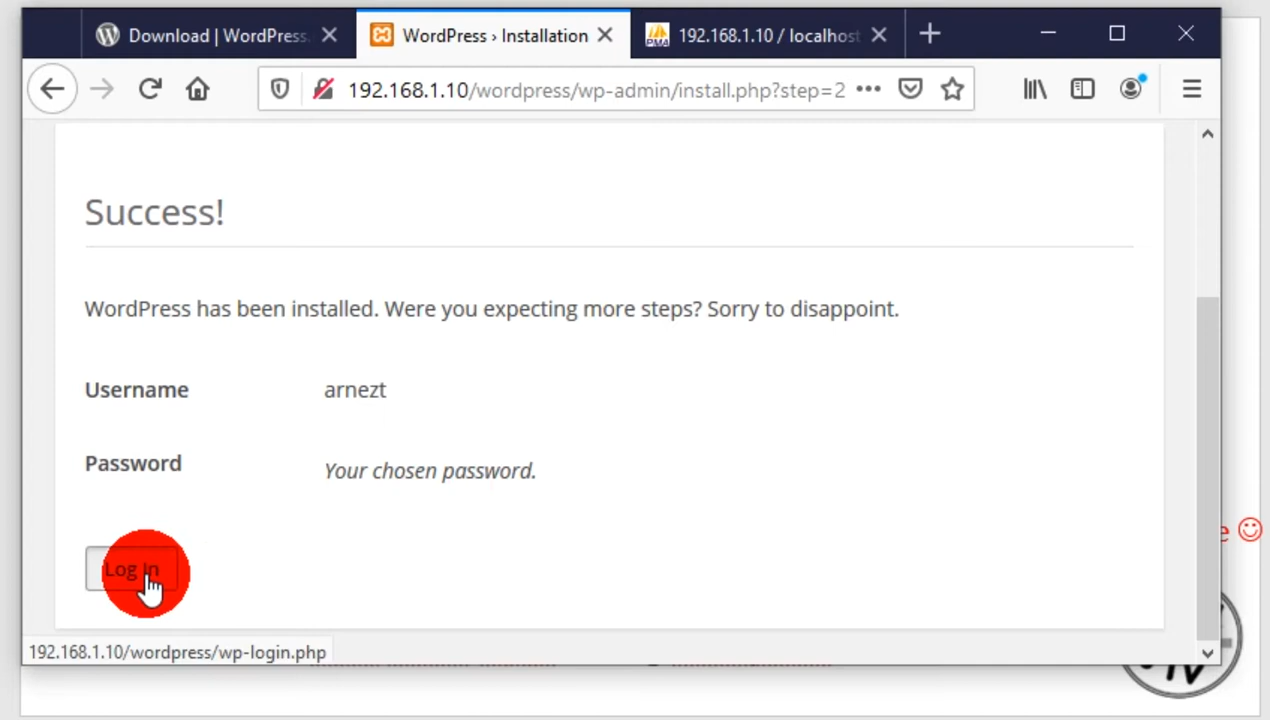 Download | WordPress.
WordPress › Installation
192.168.1.10 / localhost
192.168.1.10/wordpress/wp-admin/install.php?step=2
Success!
WordPress has been installed. Were you expecting more steps? Sorry to disappoint.
Username arnezt
Password Your chosen password.
Log In
192.168.1.10/wordpress/wp-login.php